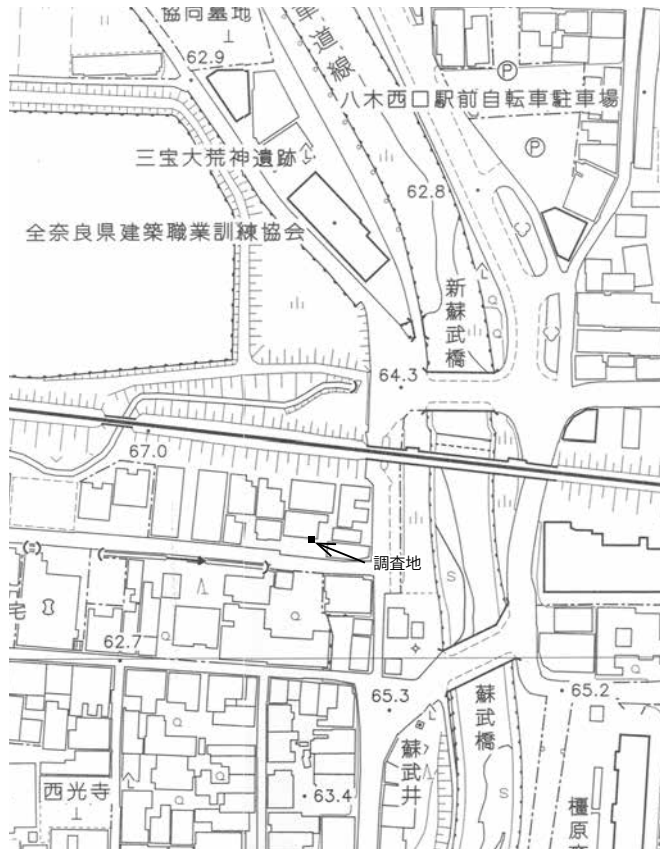 協同墓地
62.9
車道線
八木西口駅前自転車駐車場
P
P
三宝大荒神遺跡
62.8
全奈良県建築職業訓練協会
新蘇武橋
64.3
67.0
調査地
S
宅
62.7
65.3
65.2
蘇武橋
蘇武井
西光寺
63.4
S
橿原